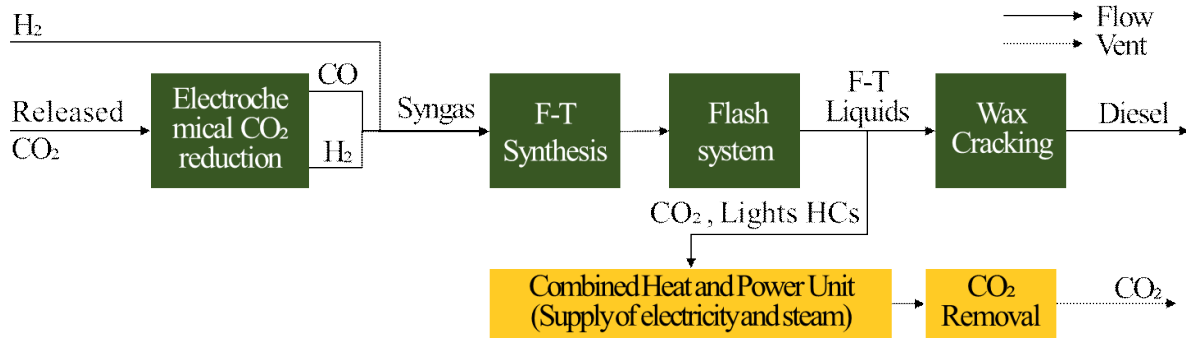 H₂
Flow
Vent
Released
CO₂
Electroche
mical CO₂
reduction
CO
H₂
Syngas
F-T
Synthesis
Flash
system
F-T
Liquids
Wax
Cracking
Diesel
CO₂ , Lights HCs
Combined Heat and Power Unit
(Supply of electricity and steam)
CO₂
Removal
CO₂